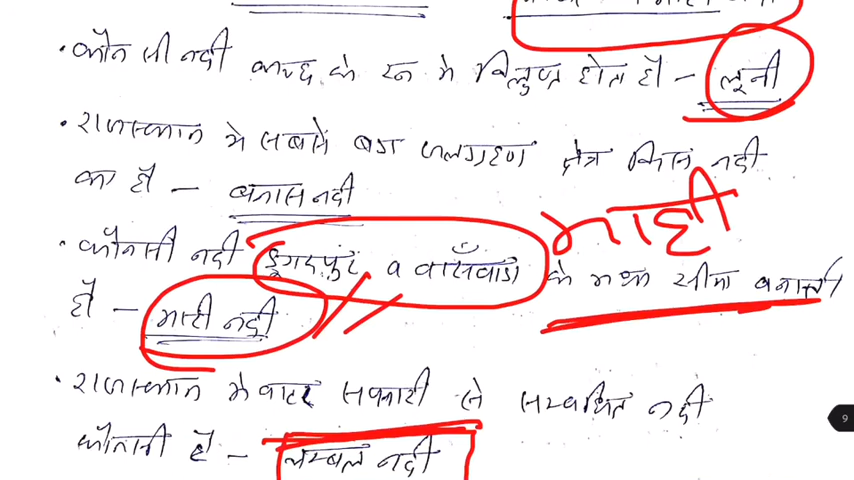 • कौन सी नदी कच्छ के रन मे विलुप्त होत है - लूनी
• राजस्थान मे सबसे बडा जलग्रहण क्षेत्र किस नदी
का है - बनास नदी
माही
• कौनसी नदी डूंगरपुर व बाँसवाडा के मध्य सीमा बनाती
है - माही नदी
• राजस्थान मे वाटर सफारी से सम्बन्धित नदी
कौनसी है - चम्बल नदी
9